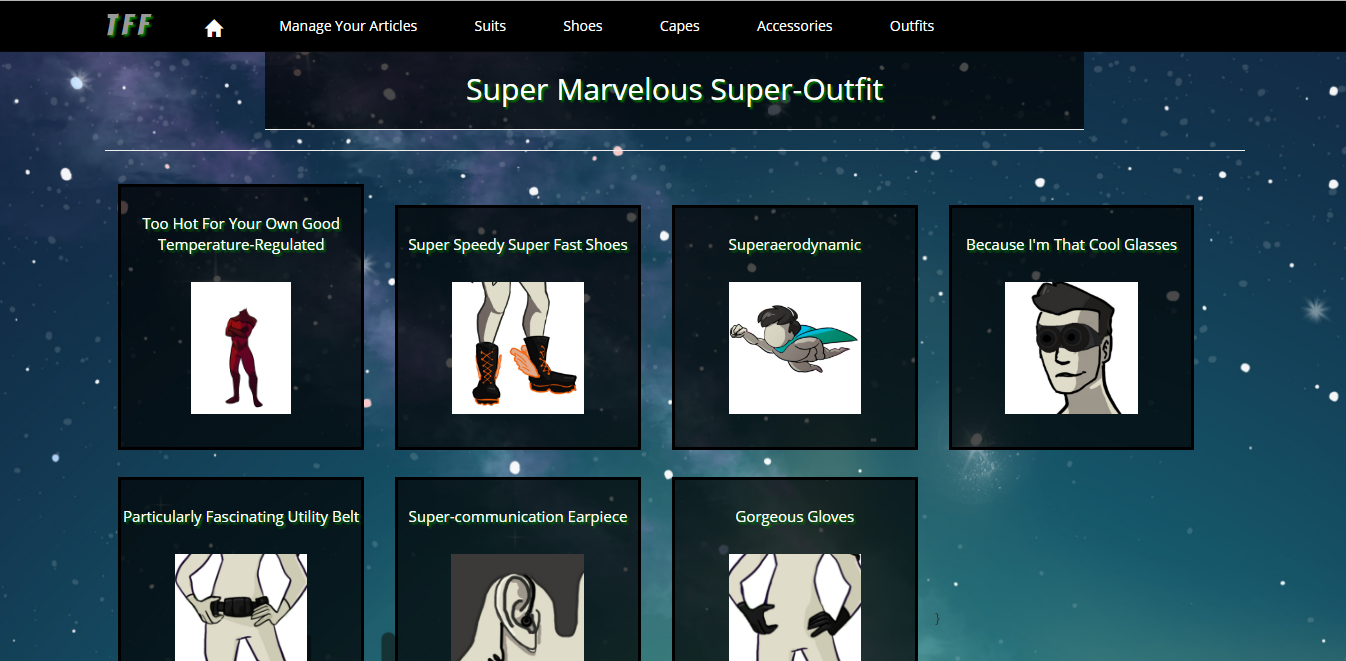 TFF
Manage Your Articles
Suits
Shoes
Capes
Accessories
Outfits
Super Marvelous Super-Outfit
Too Hot For Your Own Good
Temperature-Regulated
Super Speedy Super Fast Shoes
Superaerodynamic
Because I'm That Cool Glasses
Particularly Fascinating Utility Belt
Super-communication Earpiece
Gorgeous Gloves
}